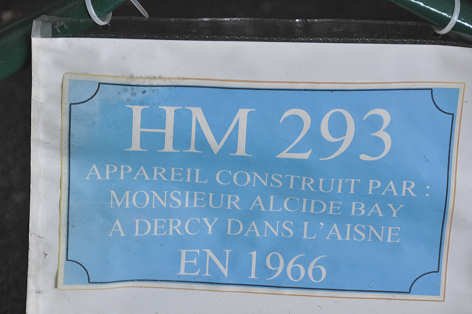 HM 293
APPAREIL CONSTRUIT PAR :
MONSIEUR ALCIDE BAY
A DERCY DANS L'AISNE
EN 1966